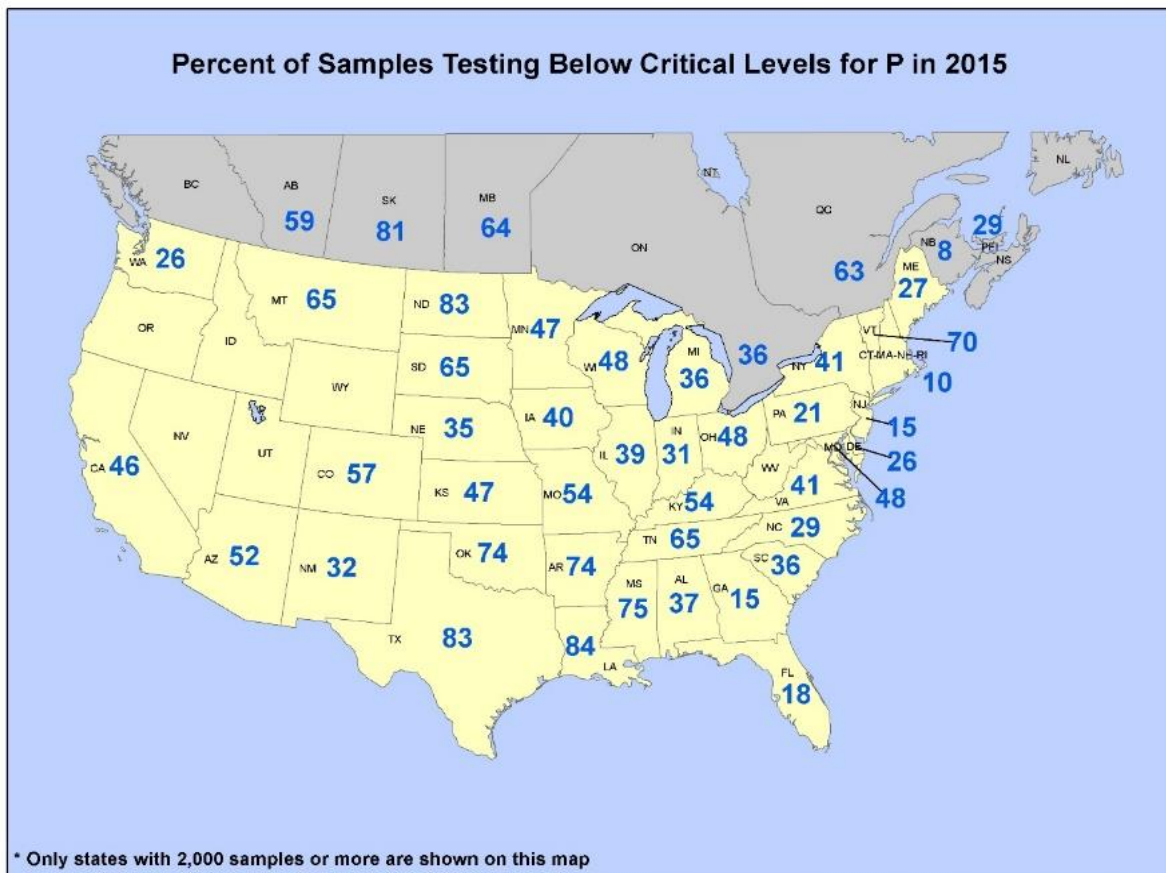 Percent of Samples Testing Below Critical Levels for P in 2015
BC
AB
59
SK
81
MB
64
ON
NT
QC
63
NL
29
NB
8
PEI
NS
WA
26
MT
65
ND
83
MN
47
ME
27
OR
ID
WY
SD
65
WI
48
MI
36
36
NY
41
VT
70
CT-MA-NH-RI
10
NV
UT
NE
35
IA
40
IL
39
IN
31
OH
48
PA
21
NJ
15
CA
46
CO
57
KS
47
MO
54
KY
54
WV
VA
41
MD
DE
26
48
AZ
52
NM
32
OK
74
AR
74
TN
65
NC
29
SC
36
TX
83
LA
84
MS
75
AL
37
GA
15
FL
18
* Only states with 2,000 samples or more are shown on this map